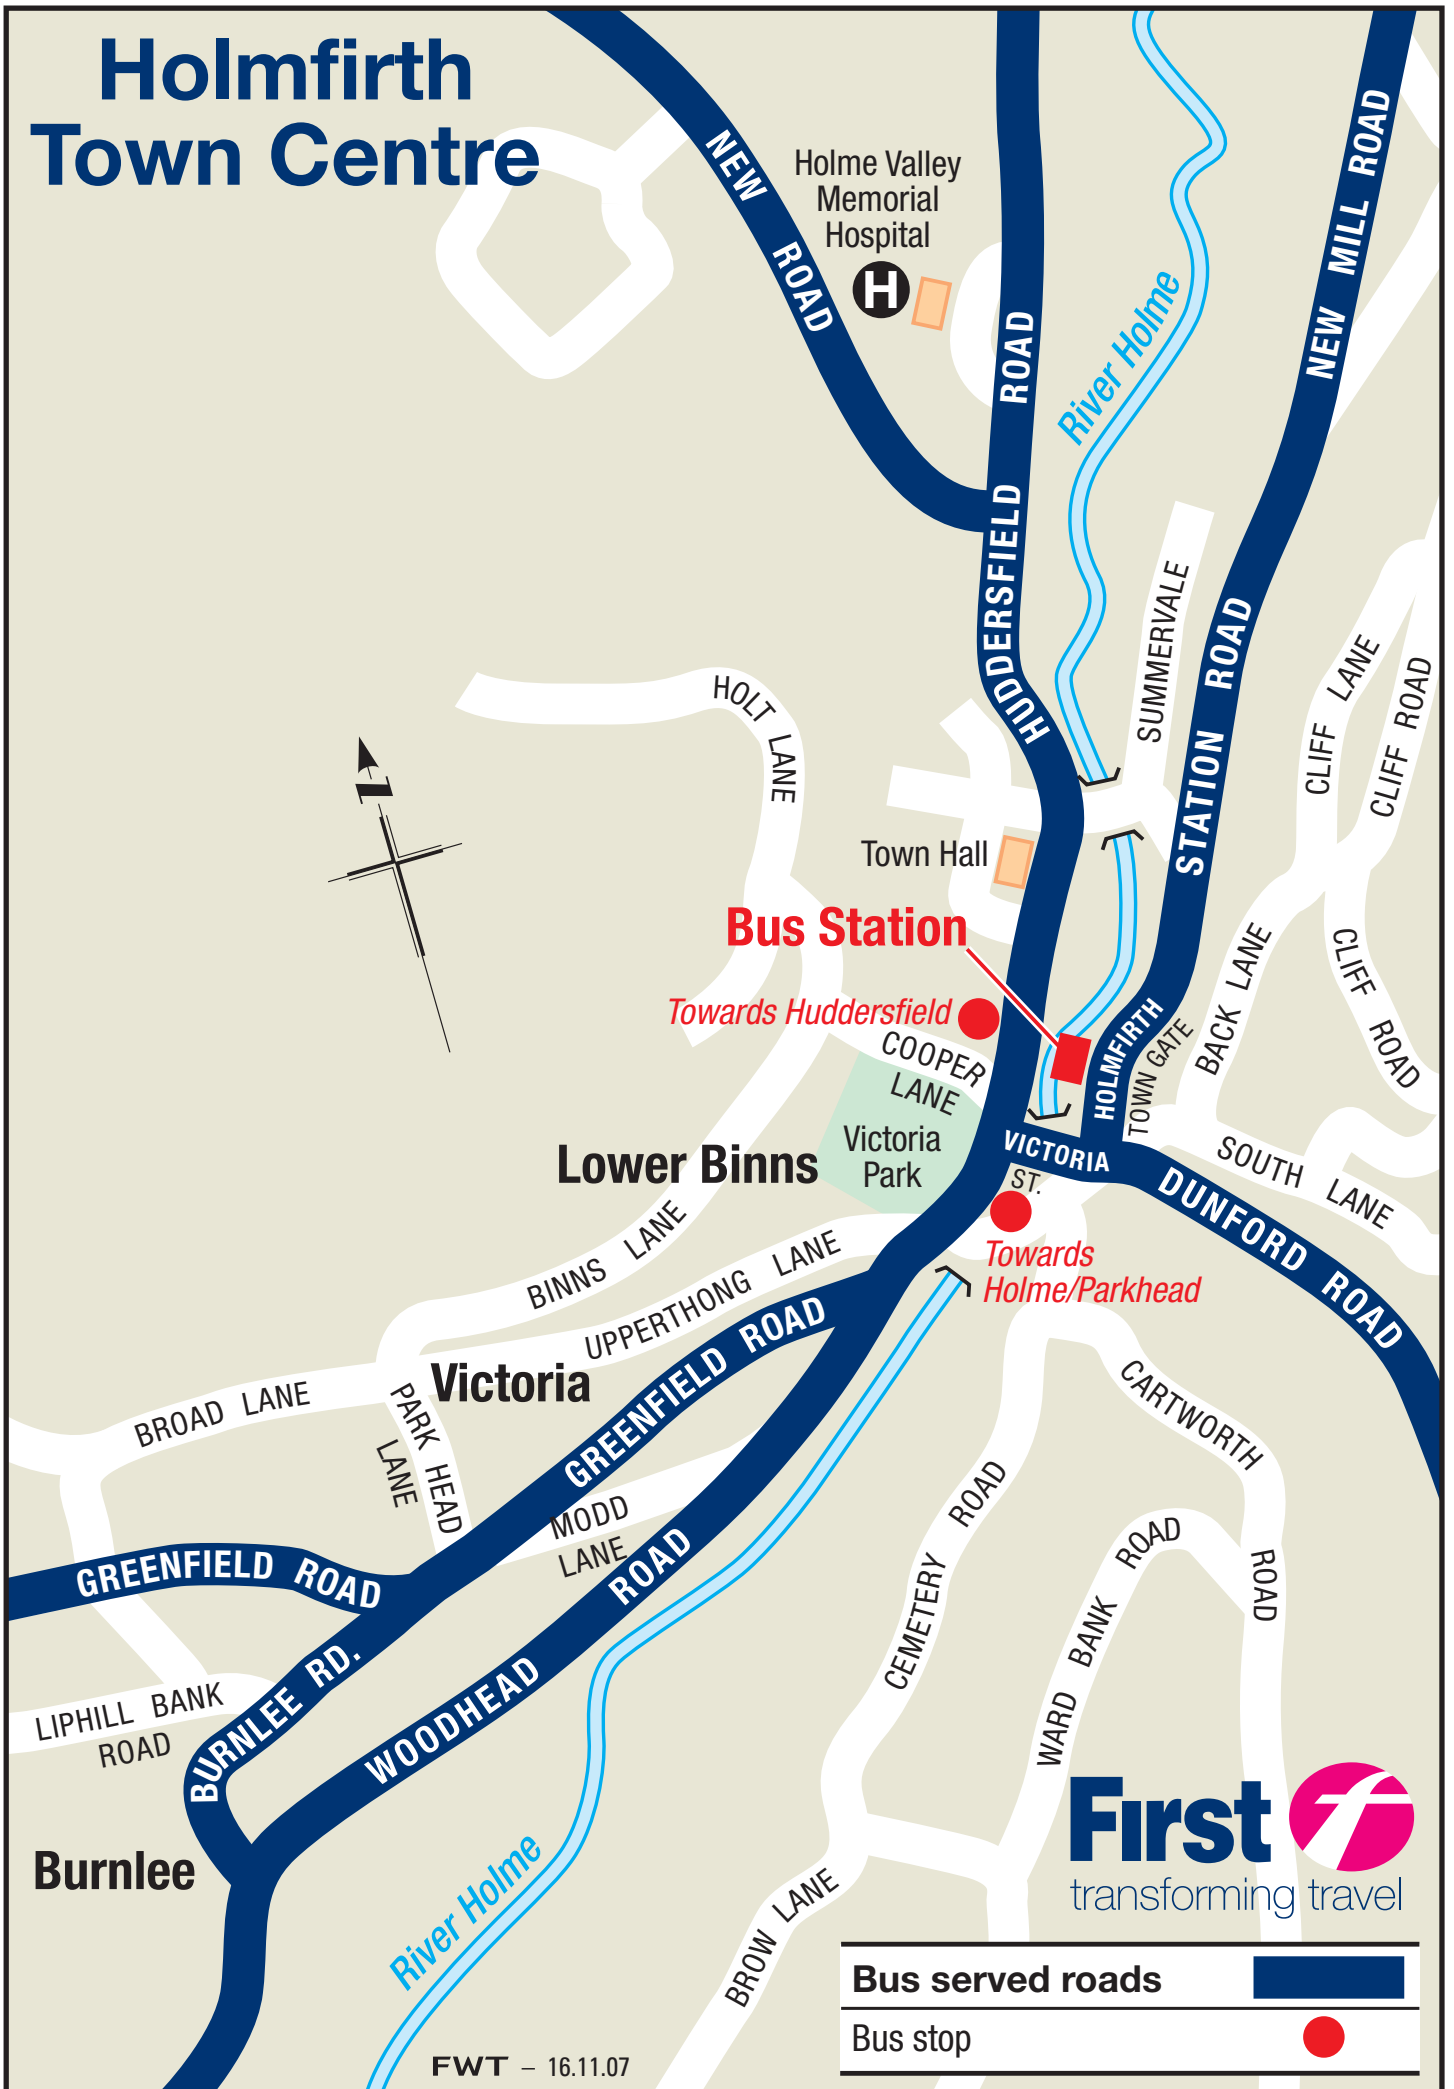 Holmfirth
Town Centre
NEW ROAD
Holme Valley
Memorial
Hospital
H
HUDDERSFIELD ROAD
River Holme
NEW MILL ROAD
SUMMERVALE
STATION ROAD
CLIFF LANE
CLIFF ROAD
HOLT LANE
N
Town Hall
Bus Station
Towards Huddersfield
COOPER
LANE
HOLMFIRTH
TOWN GATE
BACK LANE
CLIFF ROAD
Victoria
Park
Lower Binns
VICTORIA
ST.
SOUTH LANE
DUNFORD ROAD
Towards
Holme/Parkhead
BINNS LANE
UPPERTHONG LANE
GREENFIELD ROAD
Victoria
BROAD LANE
PARK HEAD
LANE
MODD
LANE
CARTWORTH ROAD
CEMETERY ROAD
WARD BANK ROAD
GREENFIELD ROAD
BURNLEE RD.
WOODHEAD ROAD
LIPHILL BANK
ROAD
Burnlee
River Holme
BROW LANE
First
transforming travel
Bus served roads
Bus stop
FWT – 16.11.07